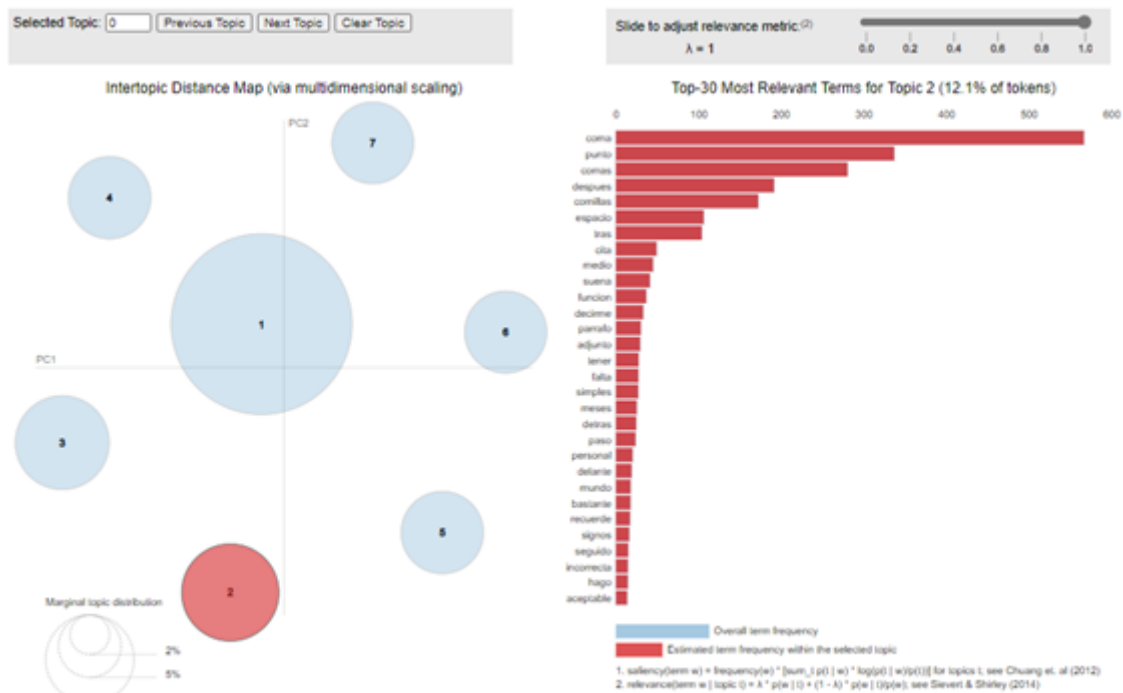 Selected Topic: 0 Previous Topic Next Topic Clear Topic
Slide to adjust relevance metric:(2)
λ = 1
0.0 0.2 0.4 0.6 0.8 1.0
Intertopic Distance Map (via multidimensional scaling)
PC2
PC1
7
4
1
6
3
5
2
Marginal topic distribution
2%
5%
Top-30 Most Relevant Terms for Topic 2 (12.1% of tokens)
0 100 200 300 400 500 600
coma
punto
comas
despues
comillas
espacio
tras
cita
medio
suena
funcion
decirme
parrafo
adjunto
tener
falta
simples
meses
detras
paso
personal
delante
mundo
bastante
recuerde
signos
seguido
incorrecta
hago
aceptable
Overall term frequency
Estimated term frequency within the selected topic
1. saliency(term w) = frequency(w) * [sum_t p(t | w) * log(p(t | w)/p(t))] for topics t; see Chuang et. al (2012)
2. relevance(term w | topic t) = λ * p(w | t) + (1 - λ) * p(w | t)/p(w); see Sievert & Shirley (2014)